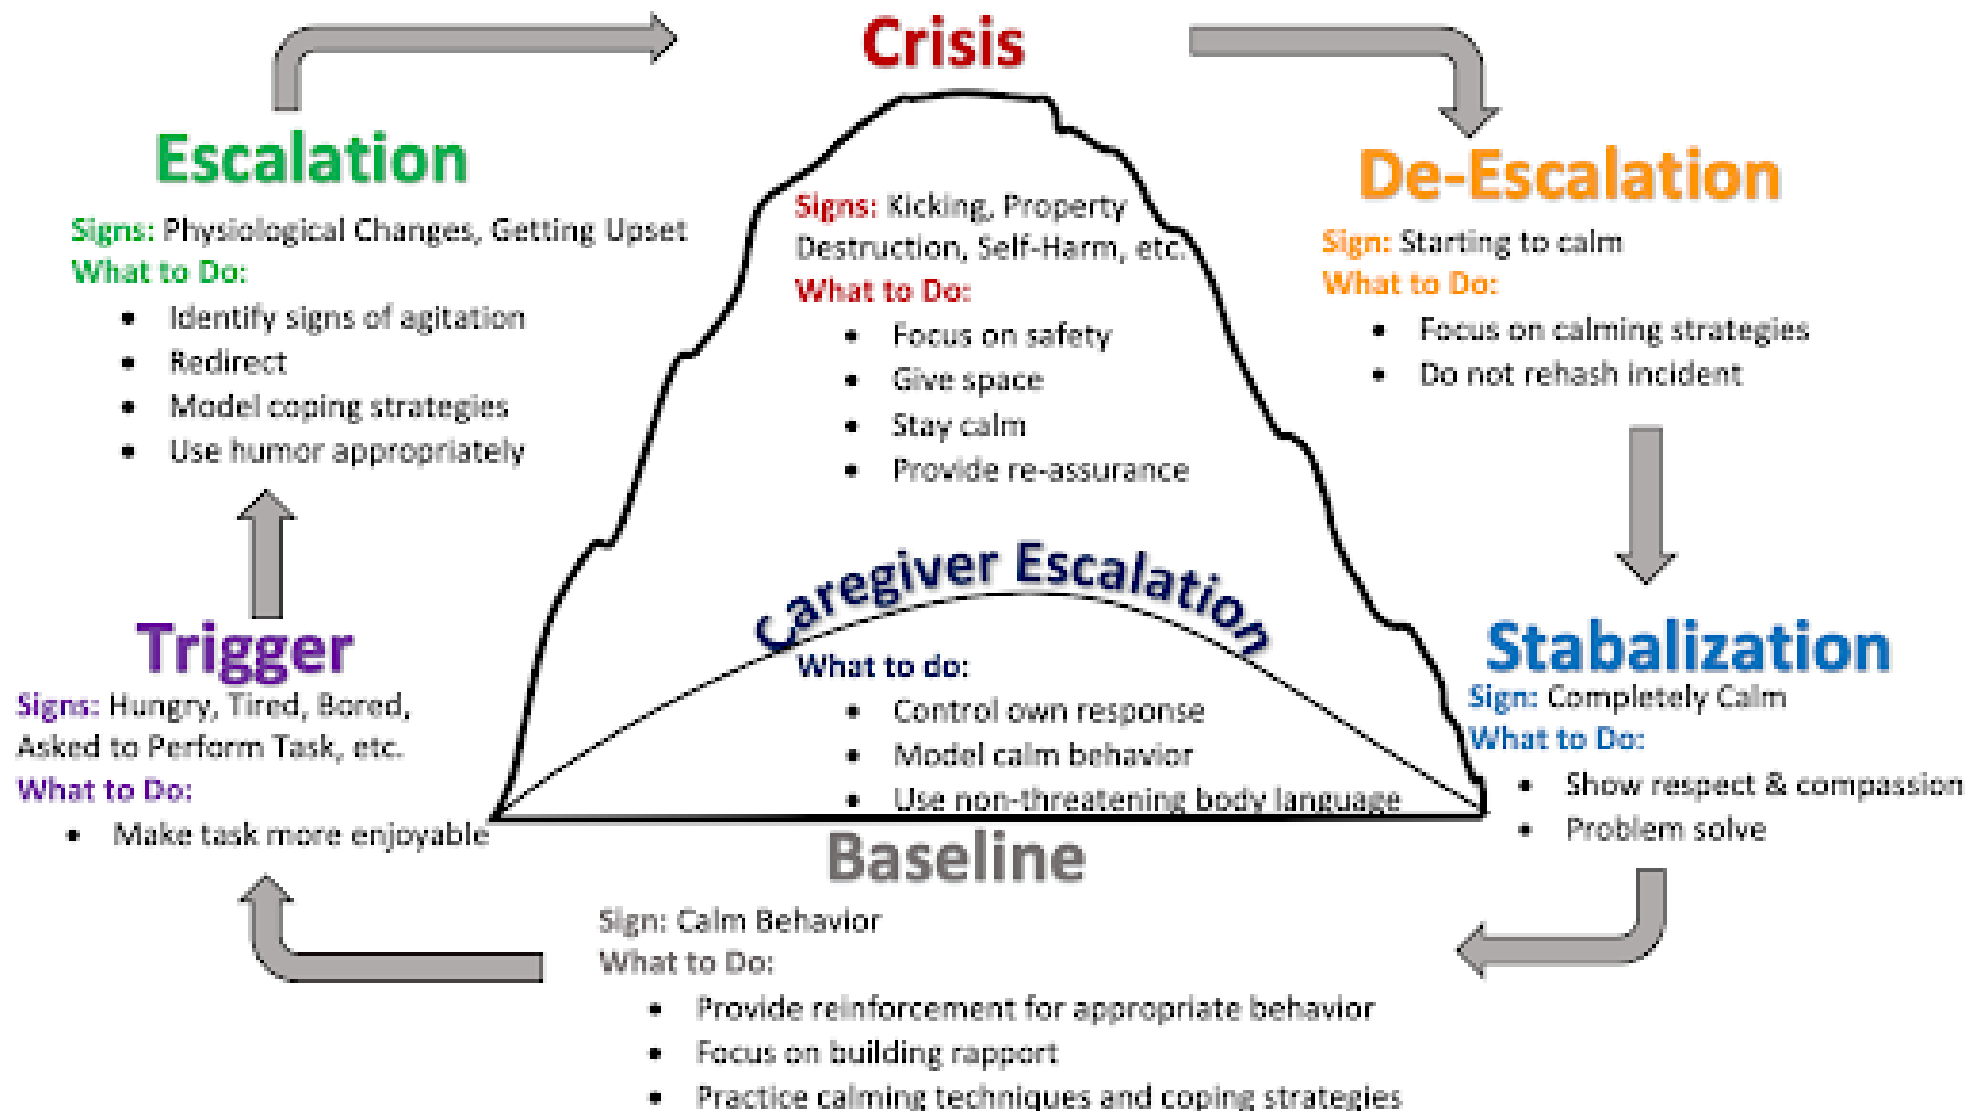 Crisis
Escalation
Signs: Physiological Changes, Getting Upset
What to Do:
• Identify signs of agitation
• Redirect
• Model coping strategies
• Use humor appropriately
Signs: Kicking, Property
Destruction, Self-Harm, etc.
What to Do:
• Focus on safety
• Give space
• Stay calm
• Provide re-assurance
De-Escalation
Sign: Starting to calm
What to Do:
• Focus on calming strategies
• Do not rehash incident
Trigger
Signs: Hungry, Tired, Bored,
Asked to Perform Task, etc.
What to Do:
• Make task more enjoyable
Caregiver Escalation
What to do:
• Control own response
• Model calm behavior
• Use non-threatening body language
Stabalization
Sign: Completely Calm
What to Do:
• Show respect & compassion
• Problem solve
Baseline
Sign: Calm Behavior
What to Do:
• Provide reinforcement for appropriate behavior
• Focus on building rapport
• Practice calming techniques and coping strategies